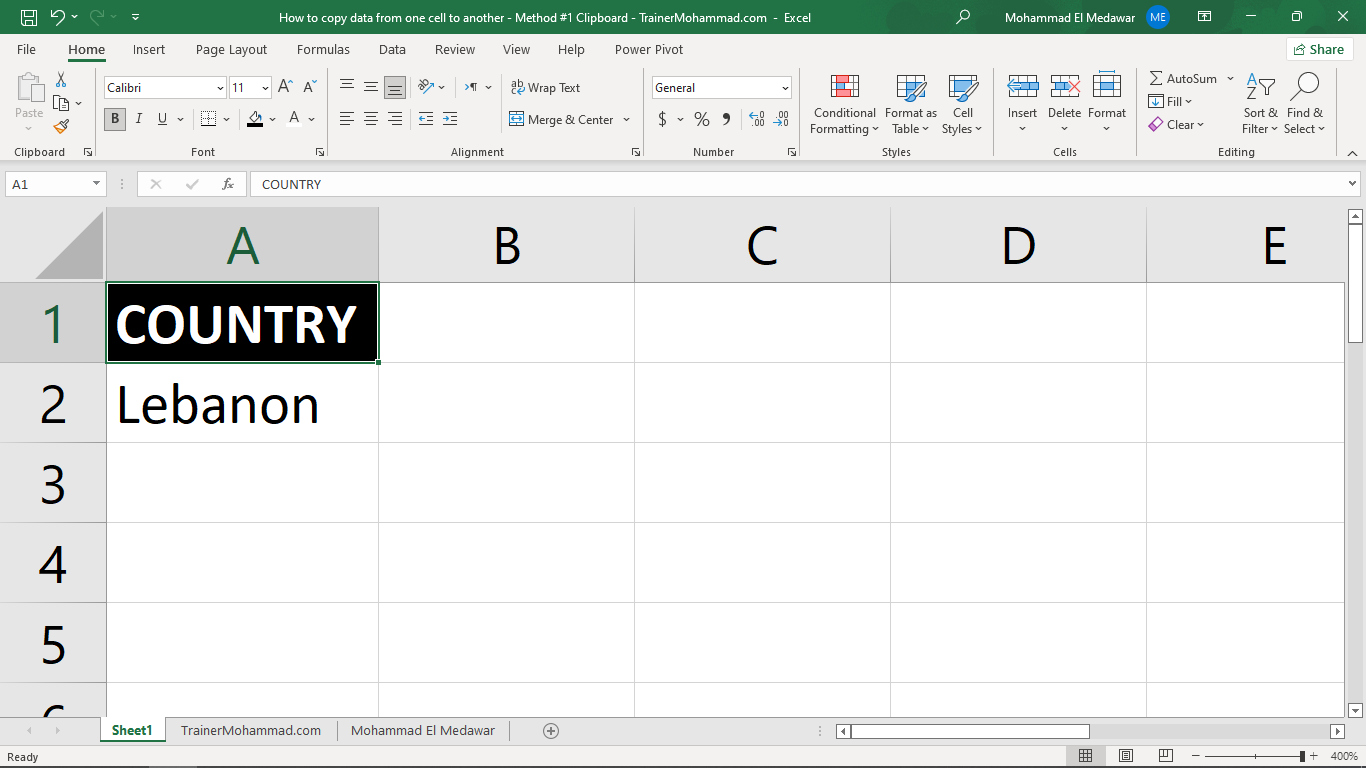 How to copy data from one cell to another - Method #1 Clipboard - TrainerMohammad.com - Excel
Mohammad El Medawar
ME
File Home Insert Page Layout Formulas Data Review View Help Power Pivot
Share
Paste
Clipboard
Calibri
11
A A
B I U
A
Font
ab Wrap Text
Merge & Center
Alignment
General
$ % 9
.00
.00
Number
Conditional
Formatting
Format as
Table
Cell
Styles
Styles
Insert
Delete
Format
Cells
AutoSum
Fill
Clear
Sort &
Filter
Find &
Select
Editing
A1
fx
COUNTRY
A B C D E
1 COUNTRY
2 Lebanon
3
4
5
Sheet1 TrainerMohammad.com Mohammad El Medawar
Ready
400%